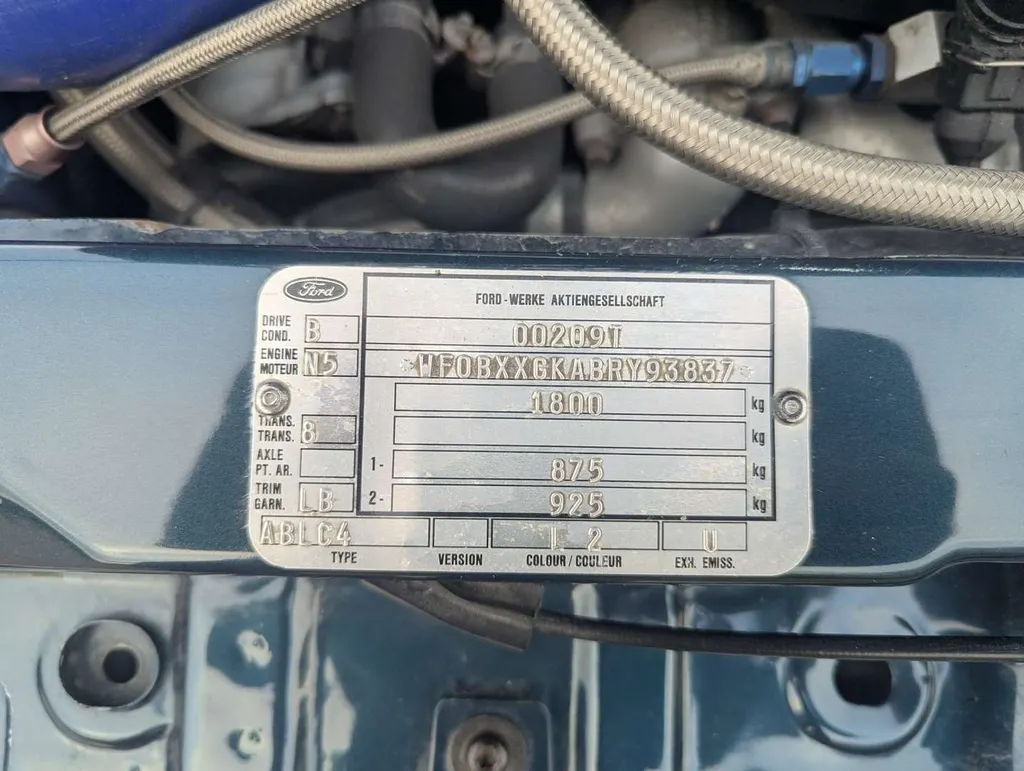 Ford
FORD-WERKE AKTIENGESELLSCHAFT
DRIVE COND. B
00209T
ENGINE MOTEUR N5
*WF0BXXGKABRY93837*
1800 kg
TRANS. TRANS. 8
kg
AXLE PT. AR.
1- 875 kg
TRIM GARN. LB
2- 925 kg
ABLC4 L 2 U
TYPE VERSION COLOUR/COULEUR EXH. EMISS.